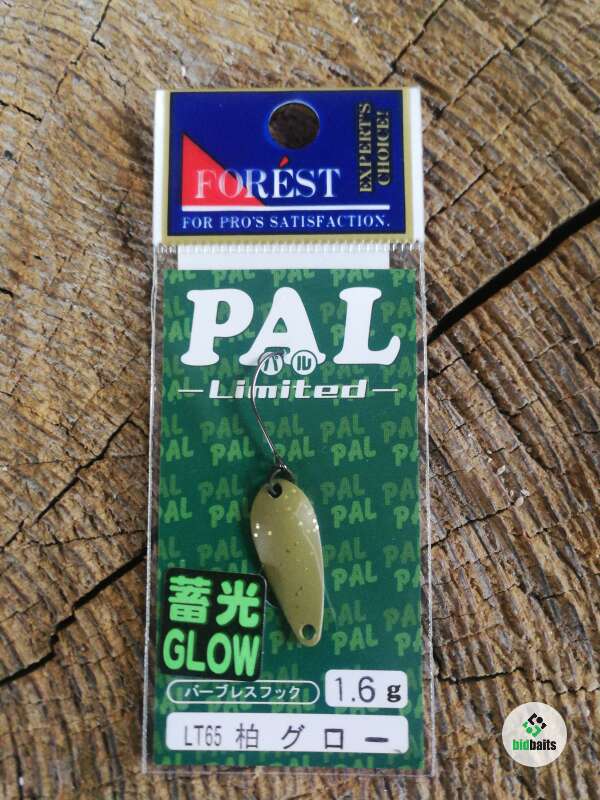 EXPERT'S
CHOICE!
FORÉST
FOR PRO'S SATISFACTION.
PAL
パル
Limited
蓄光
GLOW
バーブレスフック
1.6g
LT65 柏グロー
bidbaits